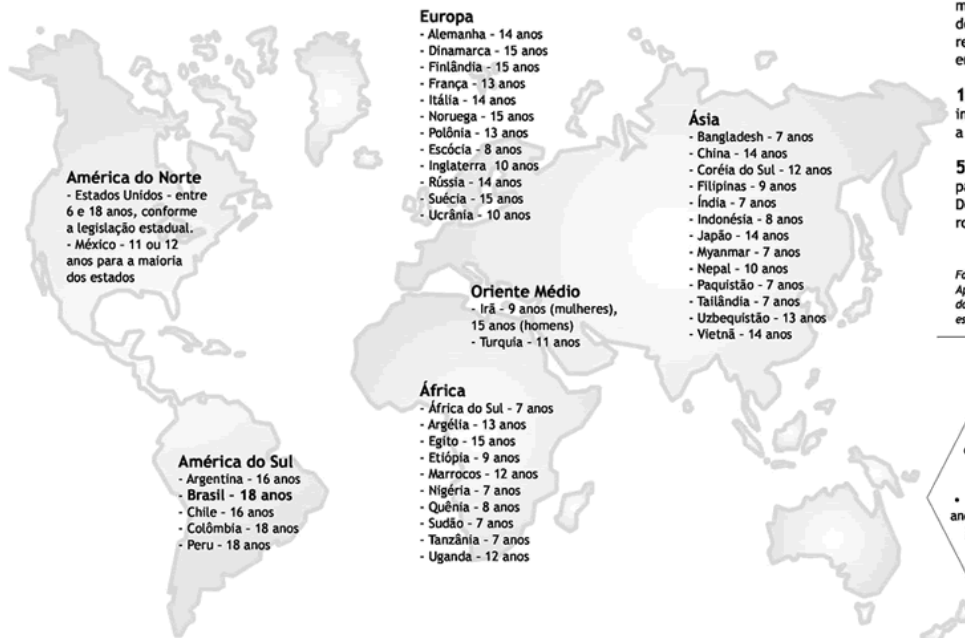 América do Norte
- Estados Unidos - entre
6 e 18 anos, conforme
a legislação estadual.
- México - 11 ou 12
anos para a maioria
dos estados
América do Sul
- Argentina - 16 anos
- Brasil - 18 anos
- Chile - 16 anos
- Colômbia - 18 anos
- Peru - 18 anos
Europa
- Alemanha - 14 anos
- Dinamarca - 15 anos
- Finlândia - 15 anos
- França - 13 anos
- Itália - 14 anos
- Noruega - 15 anos
- Polônia - 13 anos
- Escócia - 8 anos
- Inglaterra 10 anos
- Rússia - 14 anos
- Suécia - 15 anos
- Ucrânia - 10 anos
Oriente Médio
- Irã - 9 anos (mulheres),
15 anos (homens)
- Turquia - 11 anos
África
- África do Sul - 7 anos
- Argélia - 13 anos
- Egito - 15 anos
- Etiópia - 9 anos
- Marrocos - 12 anos
- Nigéria - 7 anos
- Quênia - 8 anos
- Sudão - 7 anos
- Tanzânia - 7 anos
- Uganda - 12 anos
Ásia
- Bangladesh - 7 anos
- China - 14 anos
- Coréia do Sul - 12 anos
- Filipinas - 9 anos
- Índia - 7 anos
- Indonésia - 8 anos
- Japão - 14 anos
- Myanmar - 7 anos
- Nepal - 10 anos
- Paquistão - 7 anos
- Tailândia - 7 anos
- Uzbequistão - 13 anos
- Vietnã - 14 anos